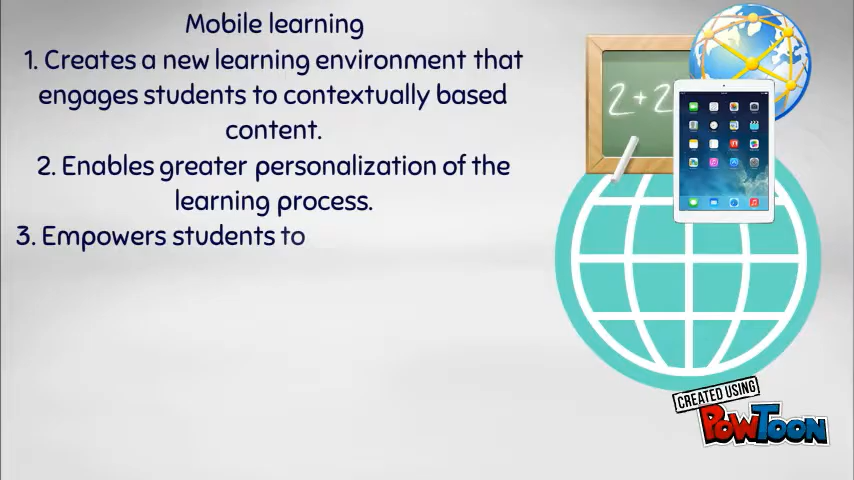 Mobile learning
1. Creates a new learning environment that
engages students to contextually based
content.
2. Enables greater personalization of the
learning process.
3. Empowers students to
2+2
CREATED USING
POWTOON